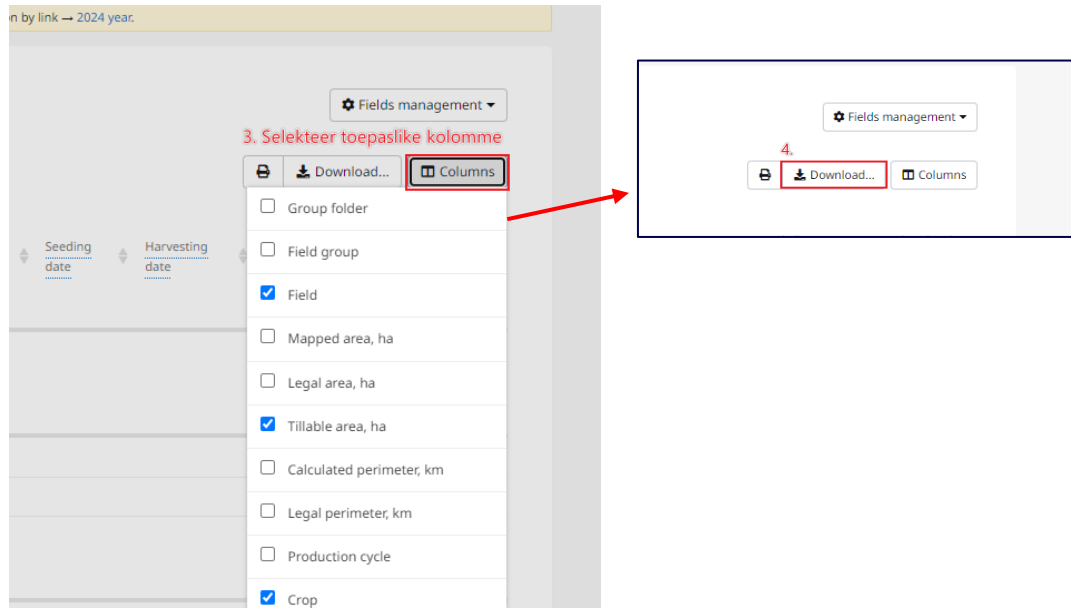 n by link → 2024 year.
Fields management
3. Selekteer toepaslike kolomme
Download...
Columns
Group folder
Field group
Field
Mapped area, ha
Legal area, ha
Tillable area, ha
Calculated perimeter, km
Legal perimeter, km
Production cycle
Crop
Seeding
date
Harvesting
date
Fields management
4.
Download...
Columns